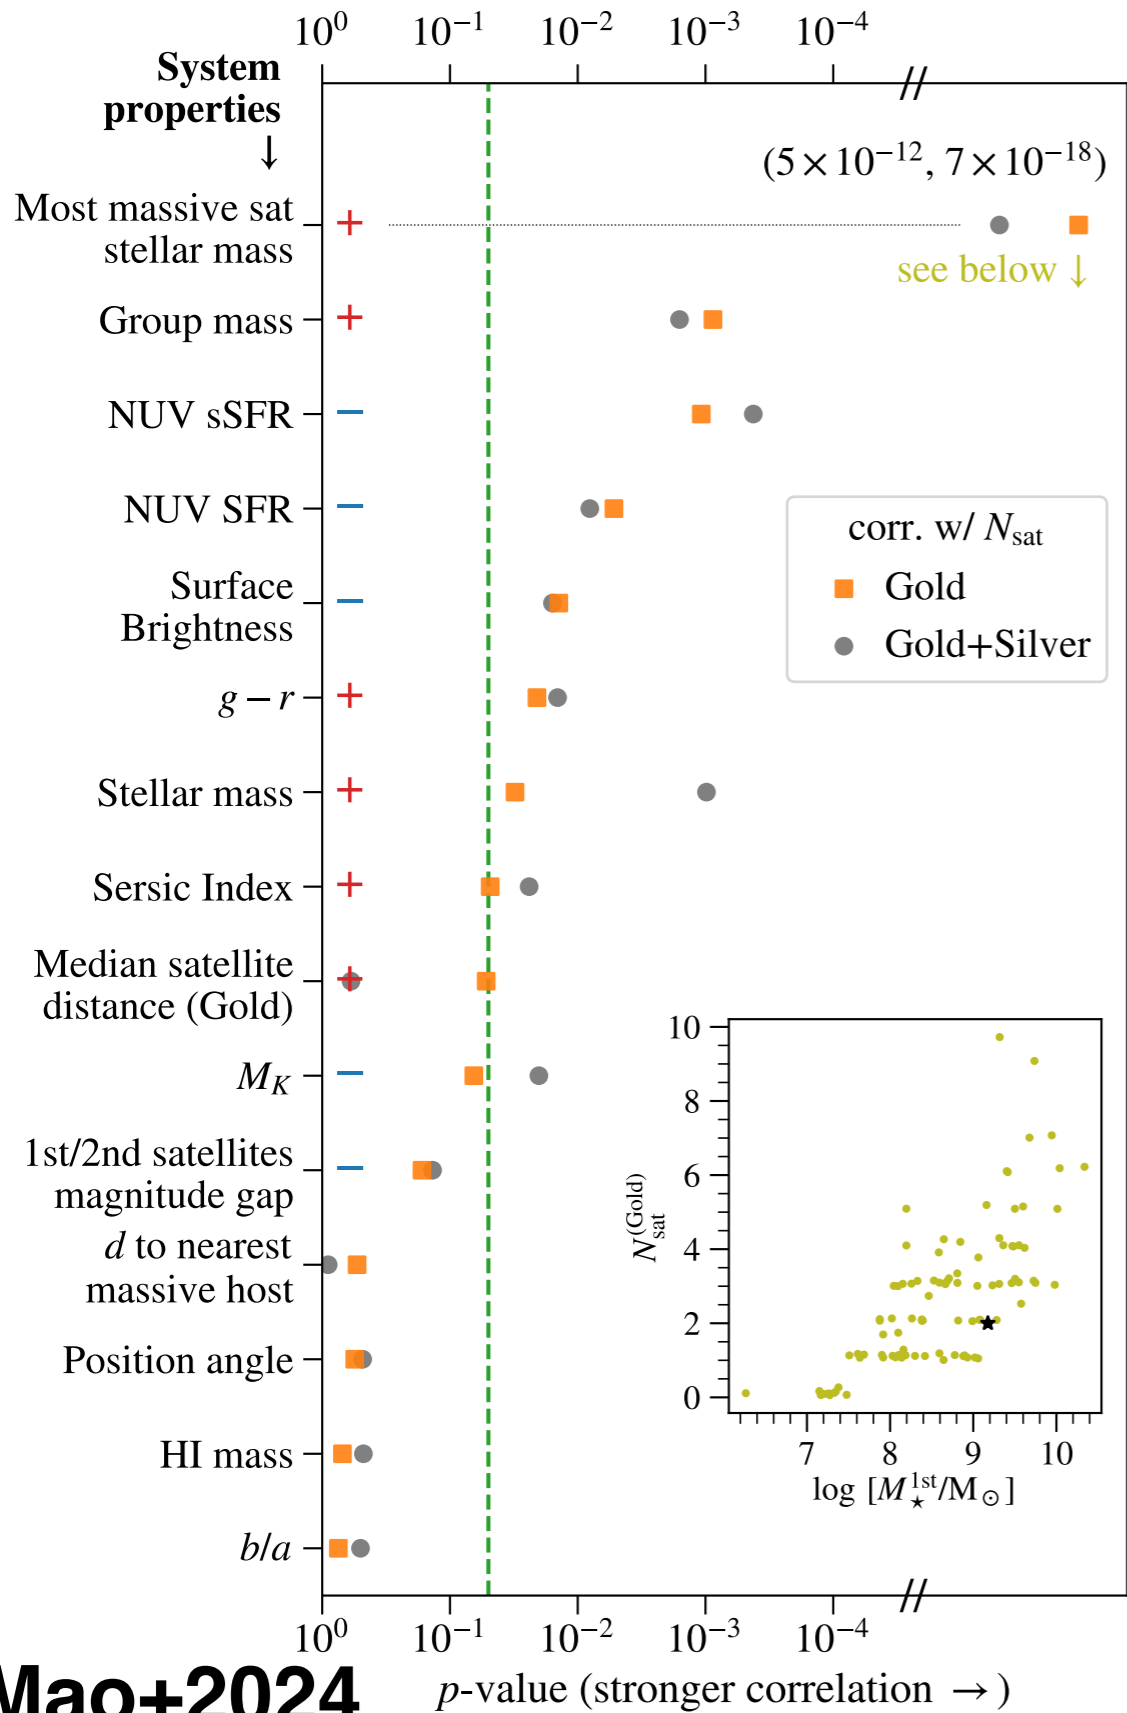 10⁰ 10⁻¹ 10⁻² 10⁻³ 10⁻⁴
System
properties
↓
(5×10⁻¹², 7×10⁻¹⁸)
Most massive sat
stellar mass
see below ↓
Group mass
NUV sSFR
NUV SFR
corr. w/ N_sat
Gold
Gold+Silver
Surface
Brightness
g − r
Stellar mass
Sersic Index
Median satellite
distance (Gold)
M_K
1st/2nd satellites
magnitude gap
d to nearest
massive host
Position angle
HI mass
b/a
10
8
6
4
2
0
N_sat^(Gold)
7 8 9 10
log [M_⋆^1st/M_⊙]
10⁰ 10⁻¹ 10⁻² 10⁻³ 10⁻⁴
p-value (stronger correlation → )
Mao+2024